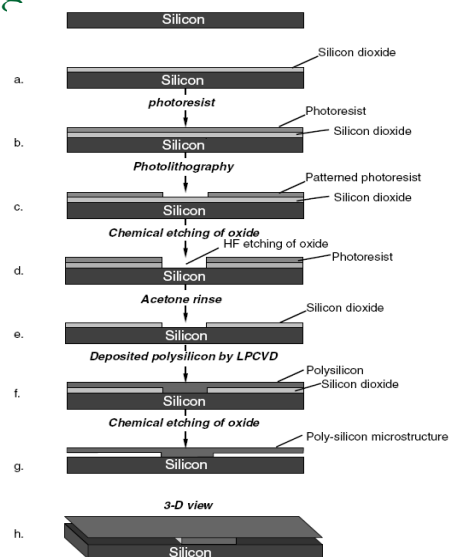 Silicon
Silicon dioxide
a.
Silicon
photoresist
Photoresist
Silicon dioxide
b.
Silicon
Photolithography
Patterned photoresist
Silicon dioxide
c.
Silicon
Chemical etching of oxide
HF etching of oxide
Photoresist
d.
Silicon
Acetone rinse
Silicon dioxide
e.
Silicon
Deposited polysilicon by LPCVD
Polysilicon
Silicon dioxide
f.
Silicon
Chemical etching of oxide
Poly-silicon microstructure
g.
Silicon
3-D view
h.
Silicon